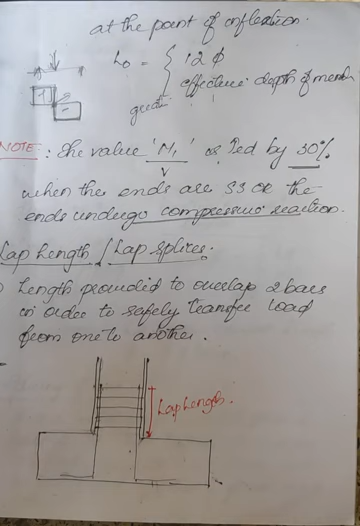 at the point of inflection.
L₀ = { 12 ϕ
effective depth of memb
greater
NOTE: The value 'M₁/V' is ↑ed by 30%
when the ends are SS or the
ends undergo compressive reaction.
Lap Length / Lap splices.
Length provided to overlap 2 bars
in order to safely transfer load
from one to another.
Lap Length.